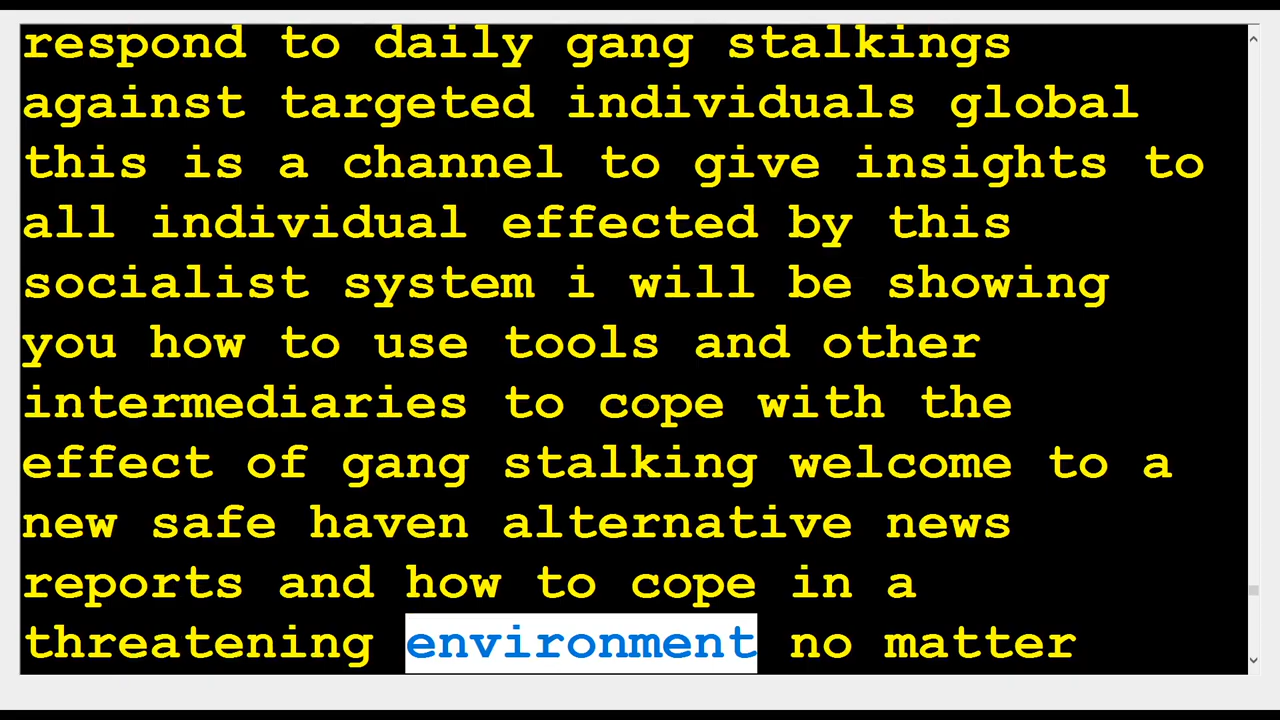 respond to daily gang stalkings
against targeted individuals global
this is a channel to give insights to
all individual effected by this
socialist system i will be showing
you how to use tools and other
intermediaries to cope with the
effect of gang stalking welcome to a
new safe haven alternative news
reports and how to cope in a
threatening environment no matter